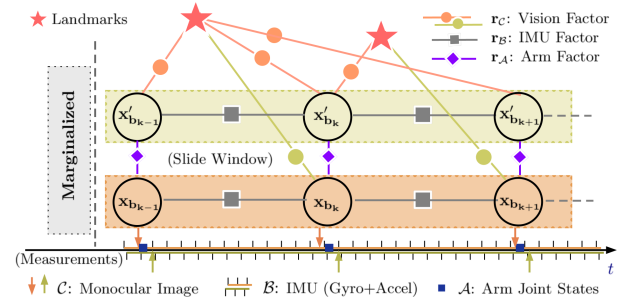 Landmarks
r_C: Vision Factor
r_B: IMU Factor
r_A: Arm Factor
Marginalized
x'_{b_{k-1}} x'_{b_k} x'_{b_{k+1}}
(Slide Window)
x_{b_{k-1}} x_{b_k} x_{b_{k+1}}
(Measurements)
t
C: Monocular Image B: IMU (Gyro+Accel) A: Arm Joint States